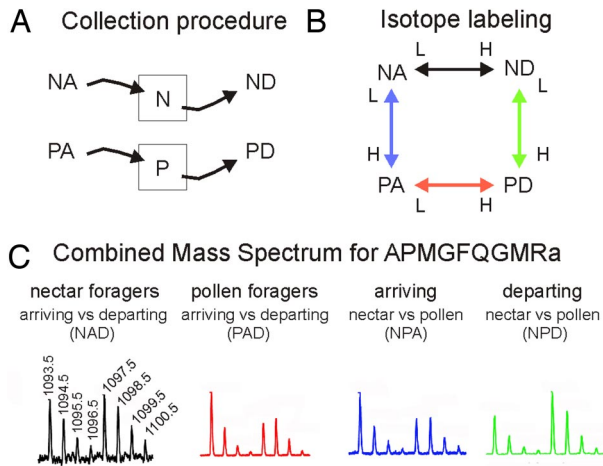 A Collection procedure
NA N ND
PA P PD
B Isotope labeling
L H
NA ND
L L
H H
PA PD
L H
C Combined Mass Spectrum for APMGFQGMRa
nectar foragers
arriving vs departing
(NAD)
1093.5
1094.5
1095.5
1096.5
1097.5
1098.5
1099.5
1100.5
pollen foragers
arriving vs departing
(PAD)
arriving
nectar vs pollen
(NPA)
departing
nectar vs pollen
(NPD)